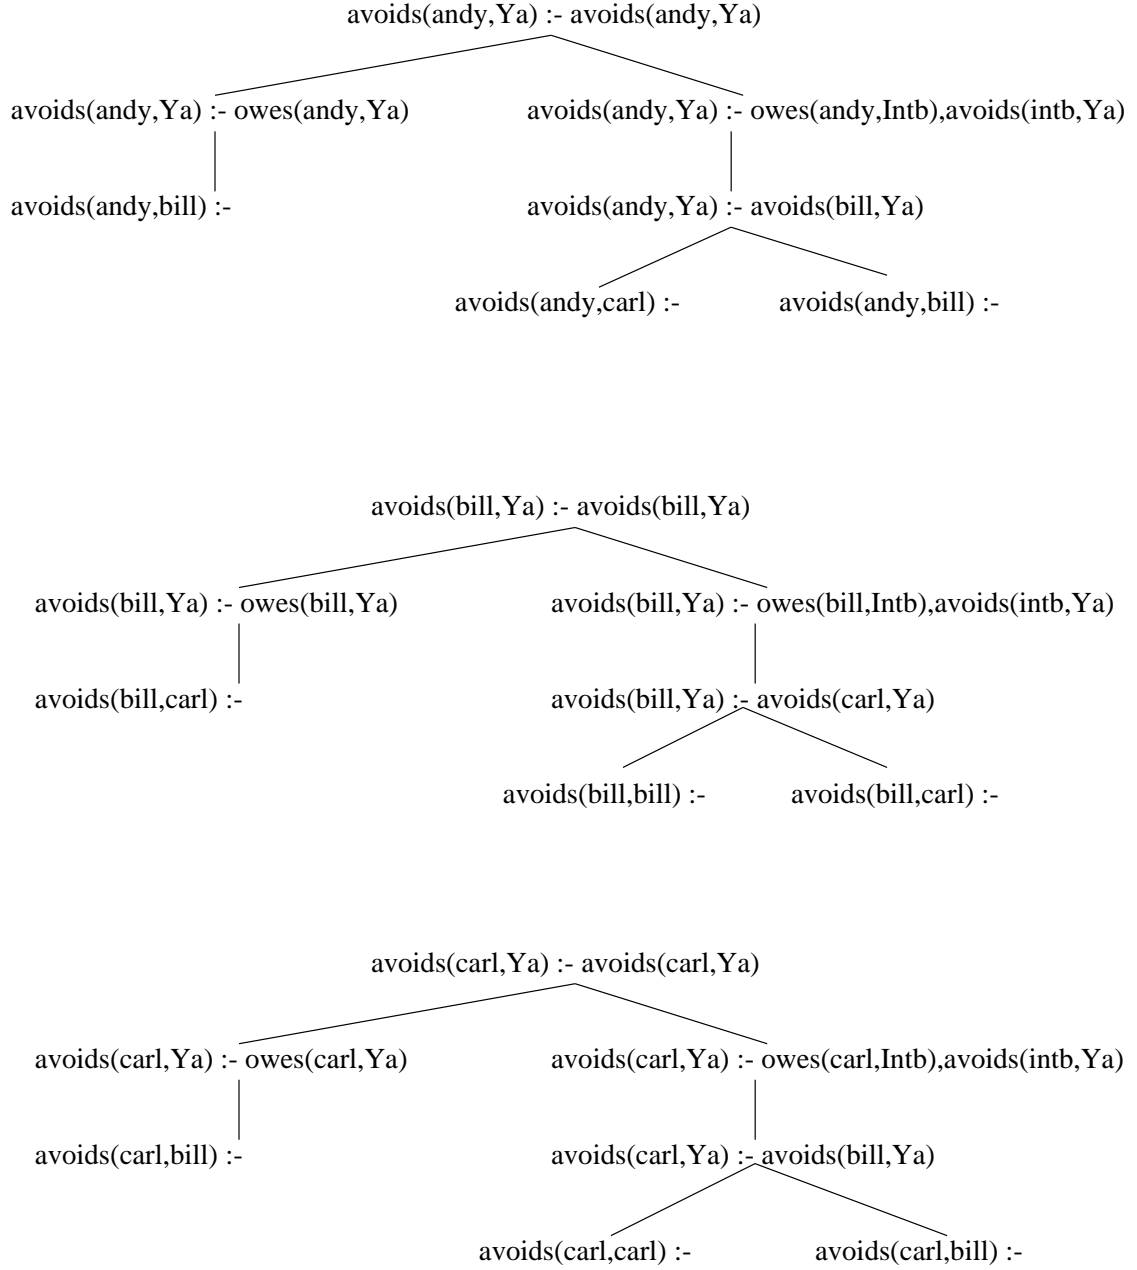 avoids(andy,Ya) :- avoids(andy,Ya)
avoids(andy,Ya) :- owes(andy,Ya)
avoids(andy,Ya) :- owes(andy,Intb),avoids(intb,Ya)
avoids(andy,bill) :-
avoids(andy,Ya) :- avoids(bill,Ya)
avoids(andy,carl) :-
avoids(andy,bill) :-
avoids(bill,Ya) :- avoids(bill,Ya)
avoids(bill,Ya) :- owes(bill,Ya)
avoids(bill,Ya) :- owes(bill,Intb),avoids(intb,Ya)
avoids(bill,carl) :-
avoids(bill,Ya) :- avoids(carl,Ya)
avoids(bill,bill) :-
avoids(bill,carl) :-
avoids(carl,Ya) :- avoids(carl,Ya)
avoids(carl,Ya) :- owes(carl,Ya)
avoids(carl,Ya) :- owes(carl,Intb),avoids(intb,Ya)
avoids(carl,bill) :-
avoids(carl,Ya) :- avoids(bill,Ya)
avoids(carl,carl) :-
avoids(carl,bill) :-